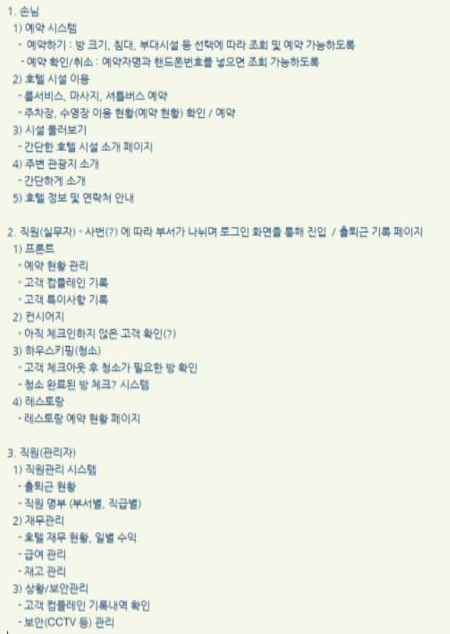 1. 손님
1) 예약 시스템
- 예약하기 : 방 크기, 침대, 부대시설 등 선택에 따라 조회 및 예약 가능하도록
- 예약 확인/취소 : 예약자명과 핸드폰번호를 넣으면 조회 가능하도록
2) 호텔 시설 이용
- 룸서비스, 마사지, 셔틀버스 예약
- 주차장, 수영장 이용 현황(예약 현황) 확인 / 예약
3) 시설 둘러보기
- 간단한 호텔 시설 소개 페이지
4) 주변 관광지 소개
- 간단하게 소개
5) 호텔 정보 및 연락처 안내
2. 직원(실무자) - 사번(?) 에 따라 부서가 나뉘며 로그인 화면을 통해 진입 / 출퇴근 기록 페이지
1) 프론트
- 예약 현황 관리
- 고객 컴플레인 기록
- 고객 특이사항 기록
2) 컨시어지
- 아직 체크인하지 않은 고객 확인(?)
3) 하우스키핑(청소)
- 고객 체크아웃 후 청소가 필요한 방 확인
- 청소 완료된 방 체크? 시스템
4) 레스토랑
- 레스토랑 예약 현황 페이지
3. 직원(관리자)
1) 직원관리 시스템
- 출퇴근 현황
- 직원 명부 (부서별, 직급별)
2) 재무관리
- 호텔 재무 현황, 일별 수익
- 급여 관리
- 재고 관리
3) 상황/보안관리
- 고객 컴플레인 기록내역 확인
- 보안(CCTV 등) 관리